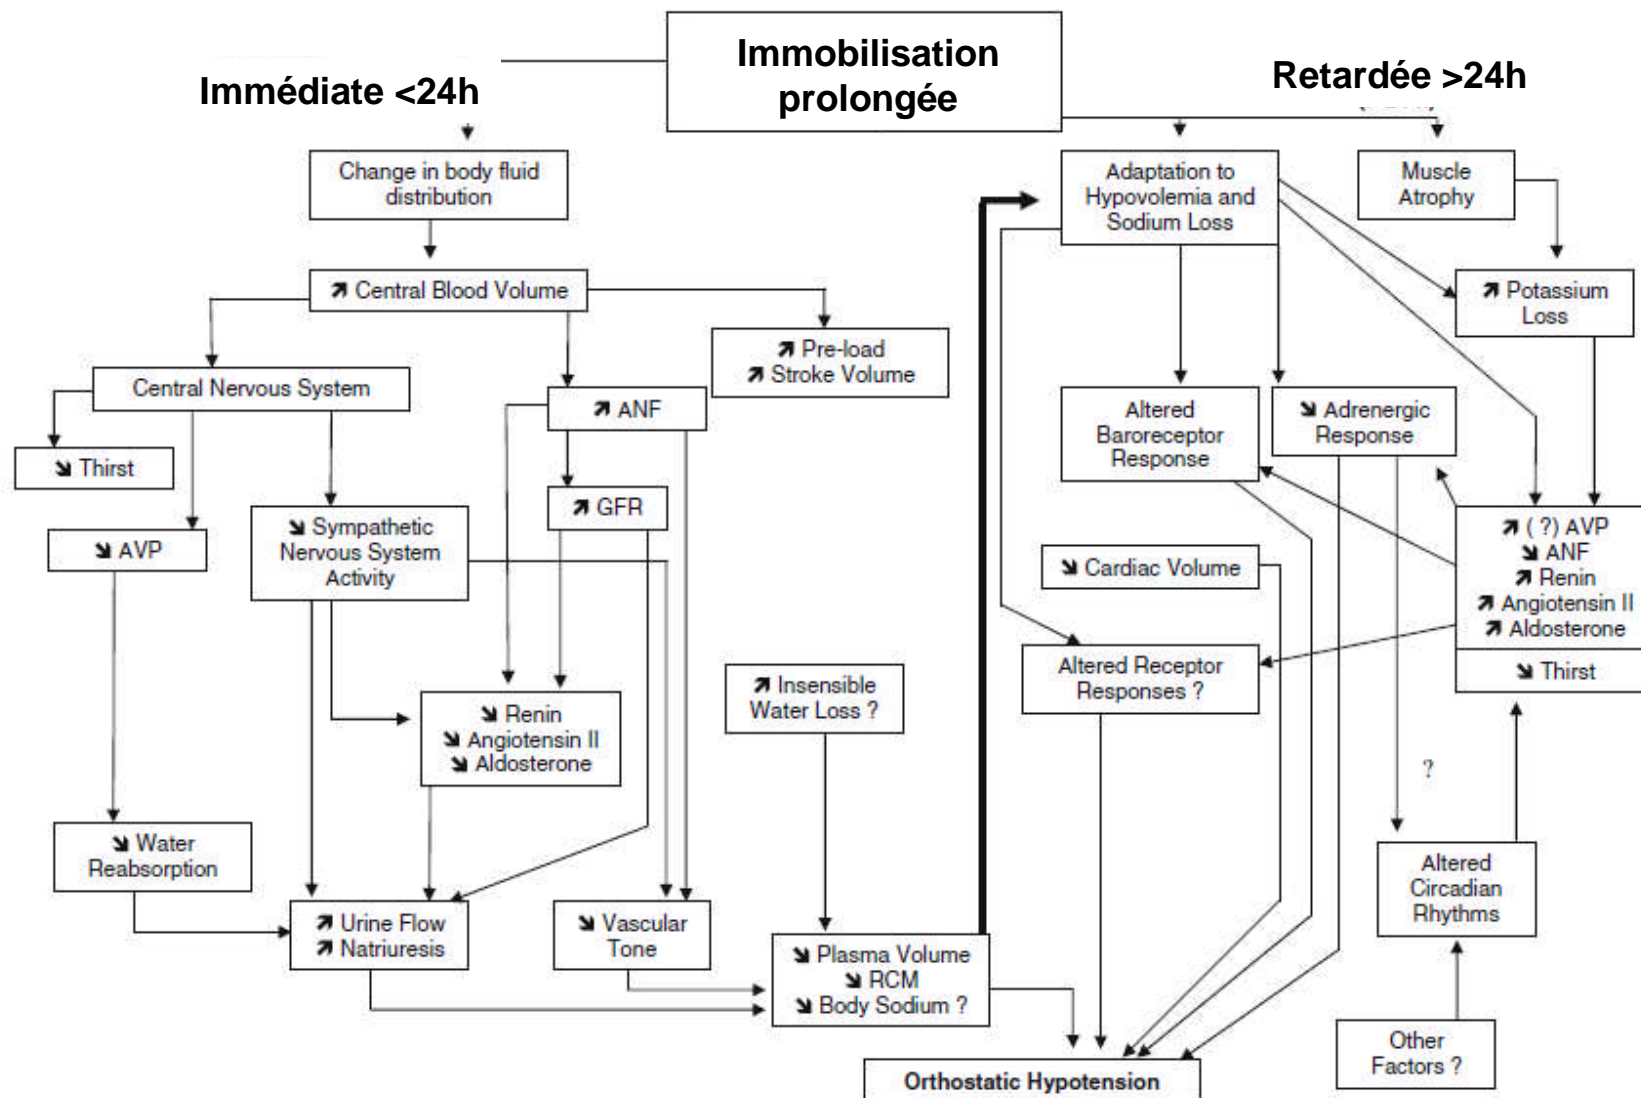 Immobilisation
prolongée
Immédiate <24h
Retardée >24h
Change in body fluid
distribution
↗ Central Blood Volume
↗ Pre-load
↗ Stroke Volume
Central Nervous System
↗ ANF
↘ Thirst
↗ GFR
↘ AVP
↘ Sympathetic
Nervous System
Activity
↘ Renin
↘ Angiotensin II
↘ Aldosterone
↗ Insensible
Water Loss ?
↘ Water
Reabsorption
↗ Urine Flow
↗ Natriuresis
↘ Vascular
Tone
↘ Plasma Volume
↘ RCM
↘ Body Sodium ?
Adaptation to
Hypovolemia and
Sodium Loss
Muscle
Atrophy
↗ Potassium
Loss
Altered
Baroreceptor
Response
↘ Adrenergic
Response
↘ Cardiac Volume
↗ ( ?) AVP
↘ ANF
↗ Renin
↗ Angiotensin II
↗ Aldosterone
↘ Thirst
Altered Receptor
Responses ?
?
Altered
Circadian
Rhythms
Other
Factors ?
Orthostatic Hypotension